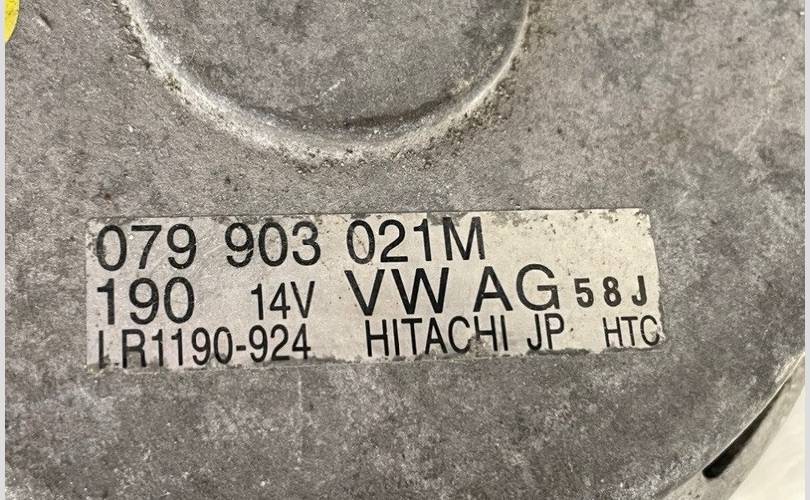 079 903 021M
190 14V VW AG 58J
LR1190-924 HITACHI JP HTC